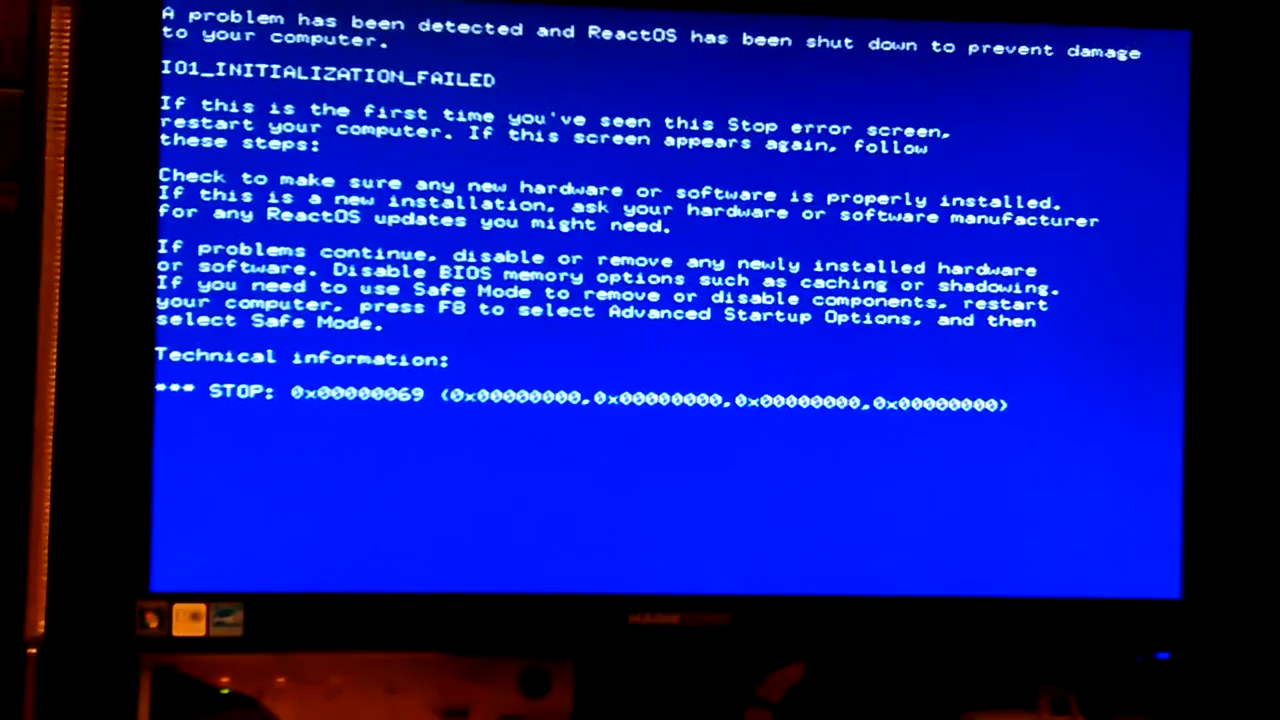 A problem has been detected and ReactOS has been shut down to prevent damage
to your computer.
IO1_INITIALIZATION_FAILED
If this is the first time you've seen this Stop error screen,
restart your computer. If this screen appears again, follow
these steps:
Check to make sure any new hardware or software is properly installed.
If this is a new installation, ask your hardware or software manufacturer
for any ReactOS updates you might need.
If problems continue, disable or remove any newly installed hardware
or software. Disable BIOS memory options such as caching or shadowing.
If you need to use Safe Mode to remove or disable components, restart
your computer, press F8 to select Advanced Startup Options, and then
select Safe Mode.
Technical information:
*** STOP: 0x00000069 (0x00000000,0x00000000,0x00000000,0x00000000)